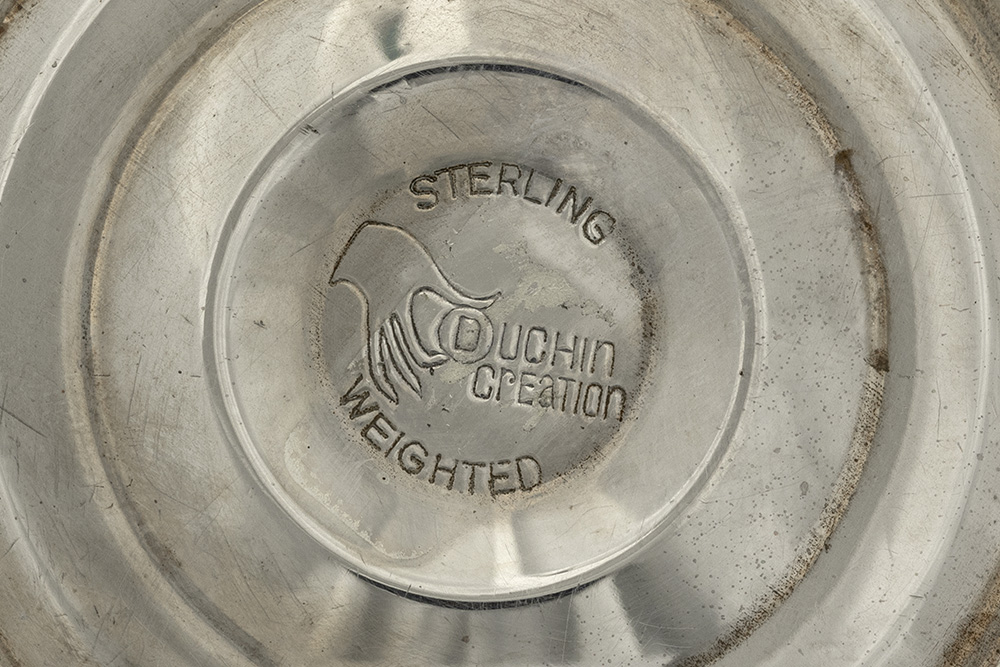 STERLING
DUCHIN
CrEaTION
WEIGHTED